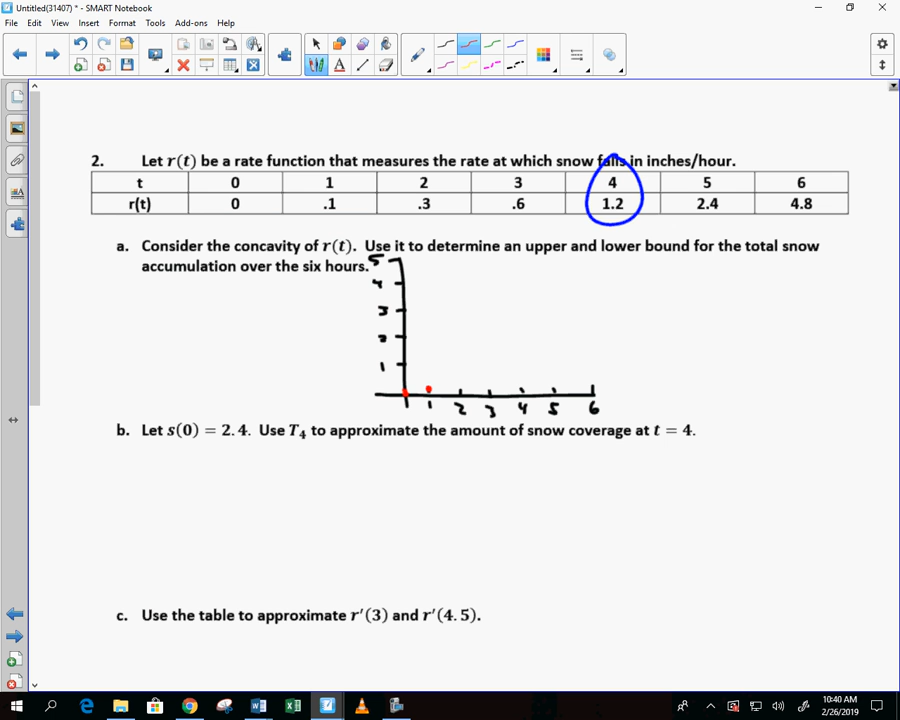 Untitled(31407) * - SMART Notebook
File Edit View Insert Format Tools Add-ons Help
2. Let r(t) be a rate function that measures the rate at which snow falls in inches/hour.
t 0 1 2 3 4 5 6
r(t) 0 .1 .3 .6 1.2 2.4 4.8
a. Consider the concavity of r(t). Use it to determine an upper and lower bound for the total snow
accumulation over the six hours.
5
4
3
2
1
1 2 3 4 5 6
b. Let s(0) = 2.4. Use T₄ to approximate the amount of snow coverage at t = 4.
c. Use the table to approximate r′(3) and r′(4.5).
10:40 AM
2/26/2019